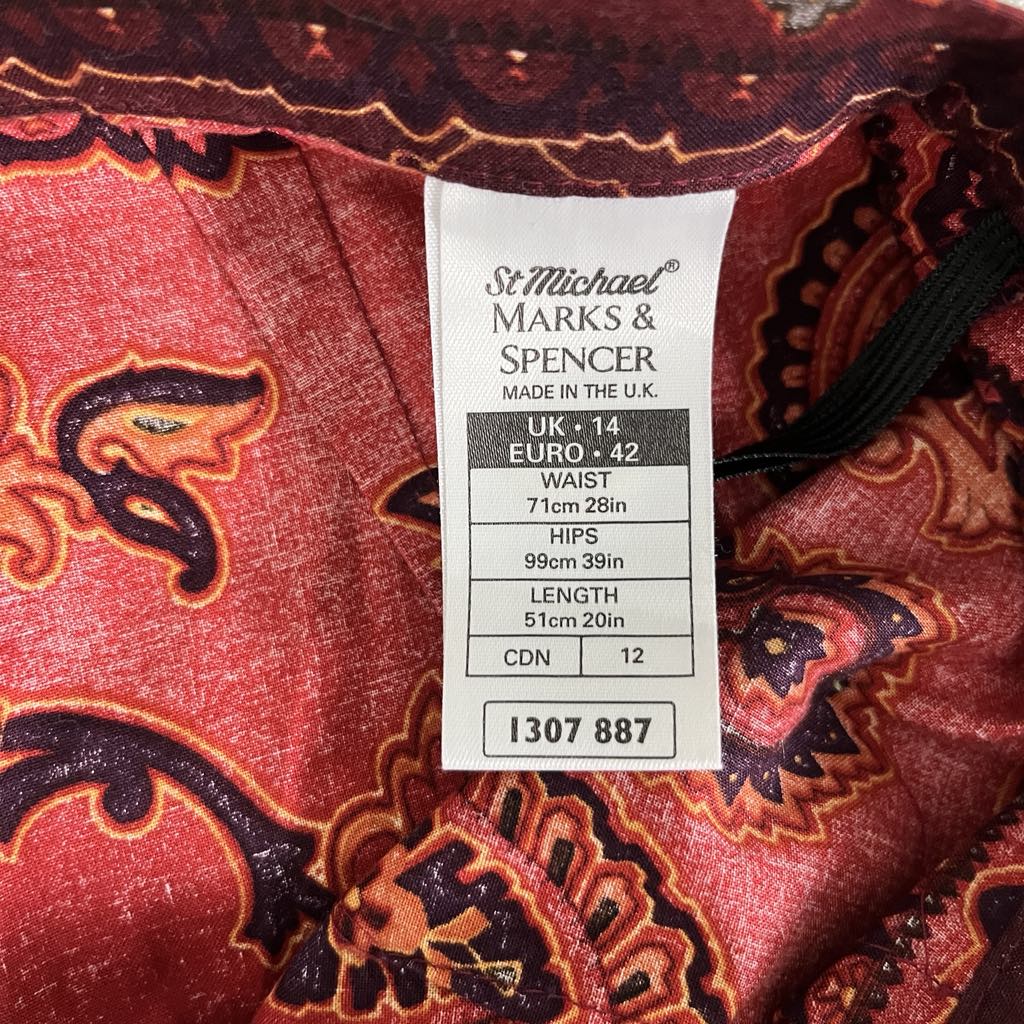 St Michael®
MARKS &
SPENCER
MADE IN THE U.K.
UK · 14
EURO · 42
WAIST
71cm 28in
HIPS
99cm 39in
LENGTH
51cm 20in
CDN 12
1307 887